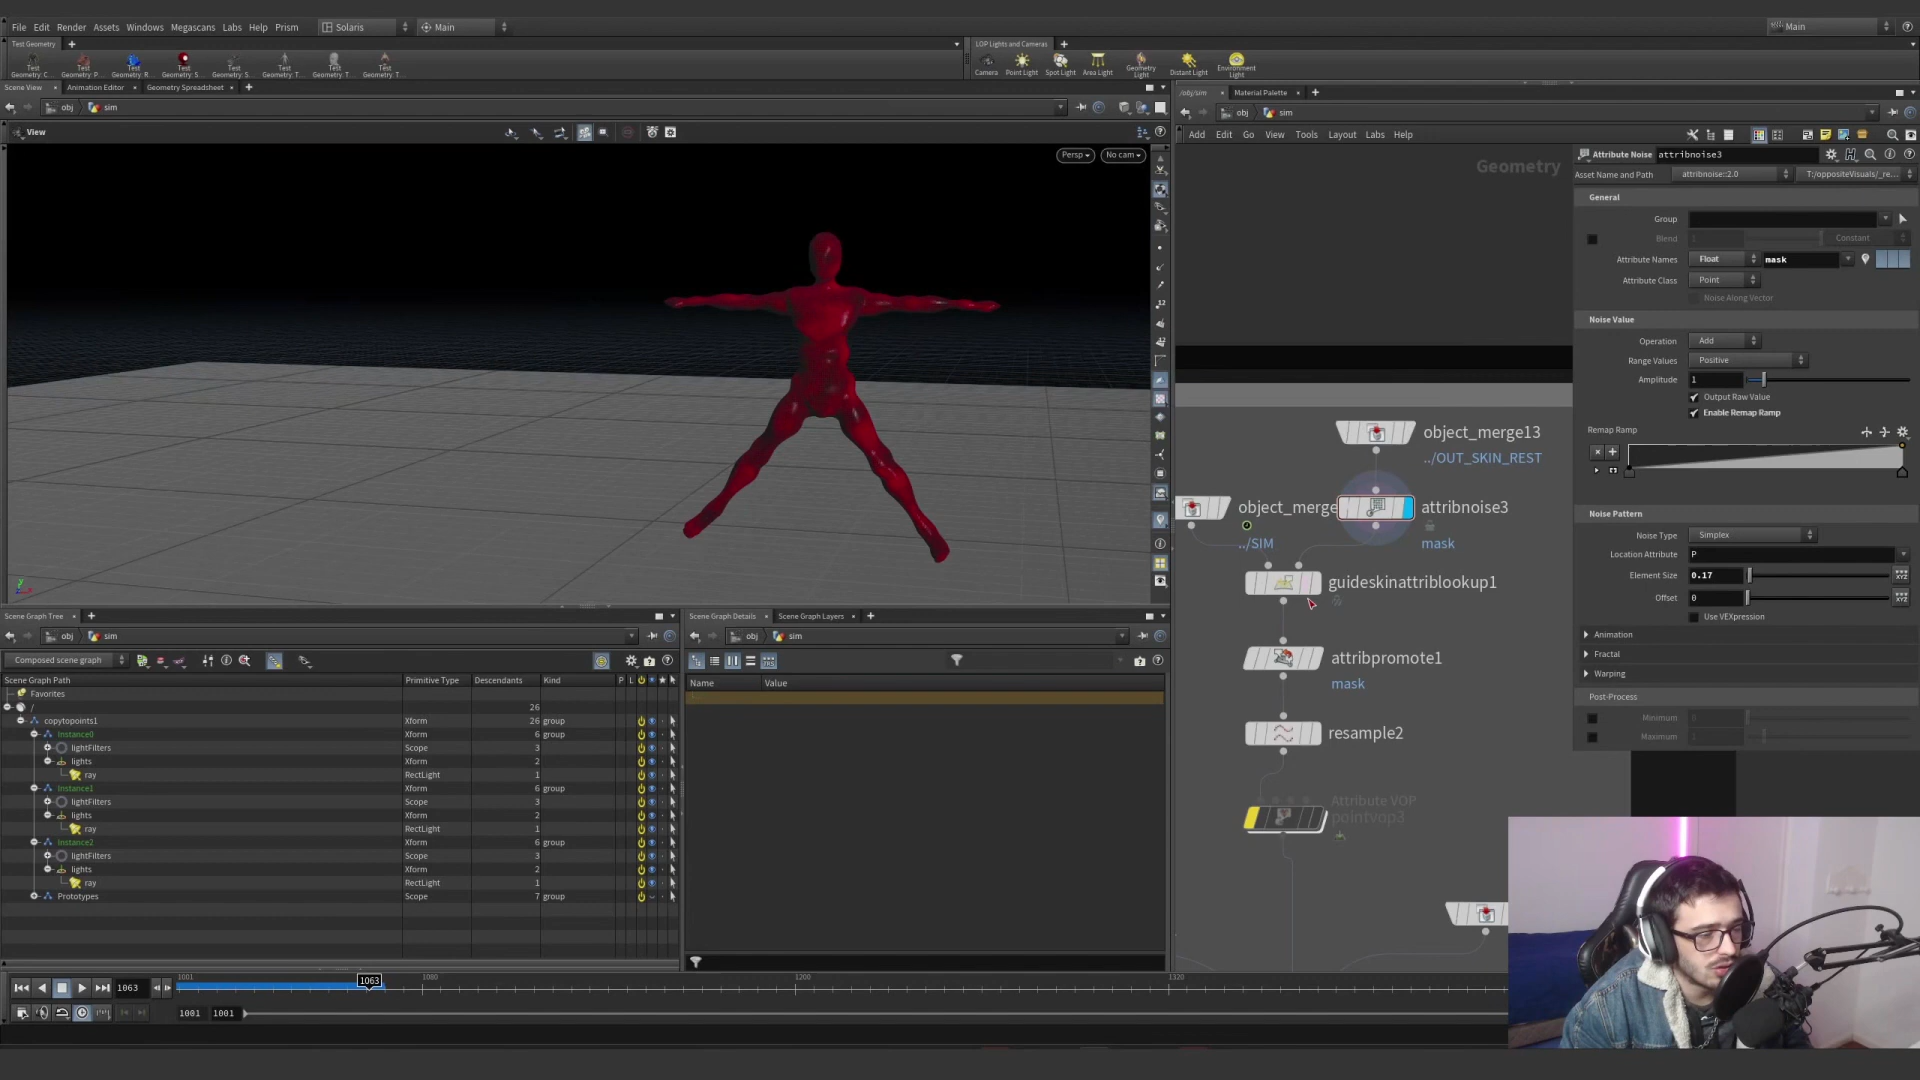 File Edit Render Assets Windows Megascans Labs Help Prism Solaris Main Main
Test Geometry LOP Lights and Cameras
Test Geometry: C... Test Geometry: P... Test Geometry: R... Test Geometry: S... Test Geometry: S... Test Geometry: T... Test Geometry: T... Test Geometry: T...
Camera Point Light Spot Light Area Light Geometry Light Distant Light Environment Light
Scene View Animation Editor Geometry Spreadsheet
obj sim
View
Persp No cam
/obj/sim Material Palette
obj sim
Add Edit Go View Tools Layout Labs Help
Geometry
object_merge13
../OUT_SKIN_REST
object_merge
../SIM
attribnoise3
mask
guideskinattriblookup1
attribpromote1
mask
resample2
Attribute VOP
pointvop3
Attribute Noise attribnoise3
Asset Name and Path attribnoise::2.0 T:/oppositeVisuals/_re...
General
Group
Blend 1 Constant
Attribute Names Float mask
Attribute Class Point
Noise Along Vector
Noise Value
Operation Add
Range Values Positive
Amplitude 1
Output Raw Value
Enable Remap Ramp
Remap Ramp
Noise Pattern
Noise Type Simplex
Location Attribute P
Element Size 0.17
Offset 0
Use VEXpression
Animation
Fractal
Warping
Post-Process
Minimum 0
Maximum 1
Scene Graph Tree
obj sim
Composed scene graph
Scene Graph Path Primitive Type Descendants Kind P L
Favorites
/ 26
copytopoints1 Xform 26 group
Instance0 Xform 6 group
lightFilters Scope 3
lights Xform 2
ray RectLight 1
Instance1 Xform 6 group
lightFilters Scope 3
lights Xform 2
ray RectLight 1
Instance2 Xform 6 group
lightFilters Scope 3
lights Xform 2
ray RectLight 1
Prototypes Scope 7 group
Scene Graph Details Scene Graph Layers
obj sim
Name Value
1001 1063 1080 1200 1320
1063
1001 1001